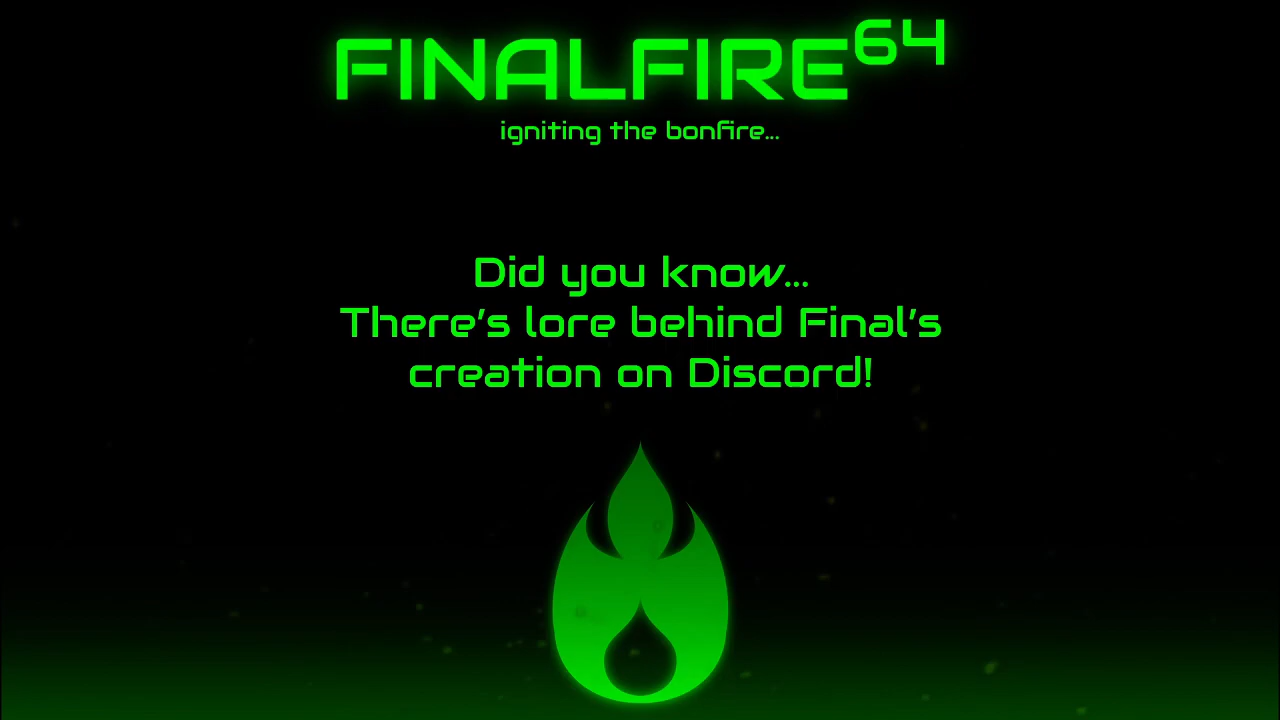 FINALFIRE64
igniting the bonfire...
Did you know...
There's lore behind Final's
creation on Discord!